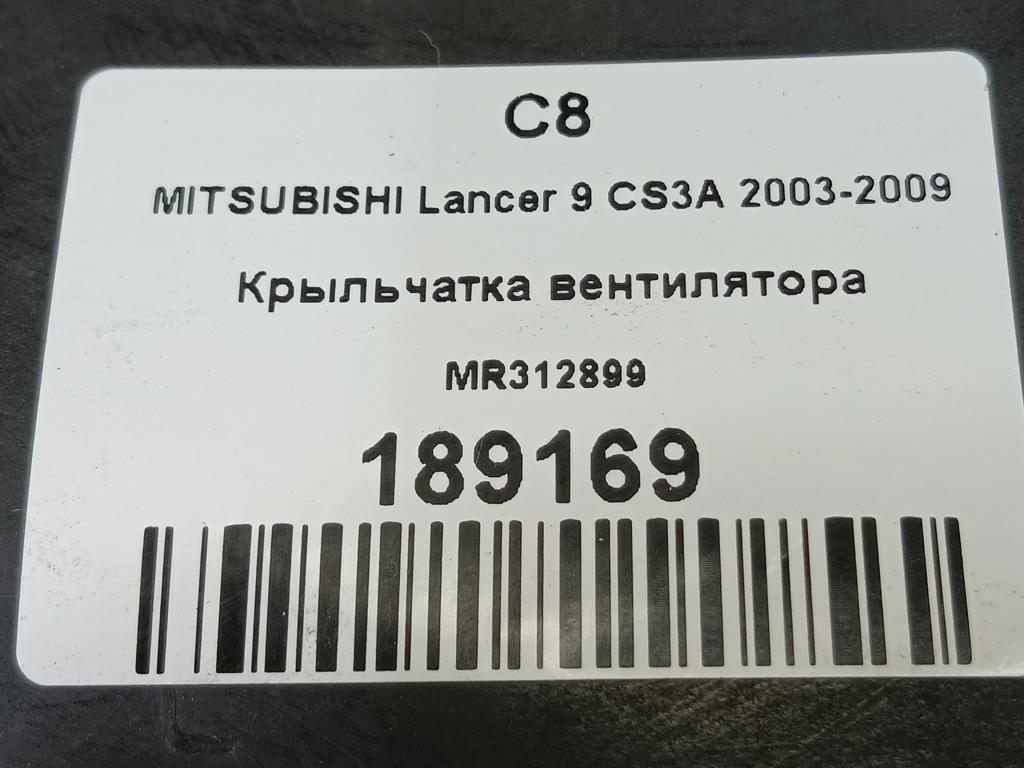 C8
MITSUBISHI Lancer 9 CS3A 2003-2009
Крыльчатка вентилятора
MR312899
189169